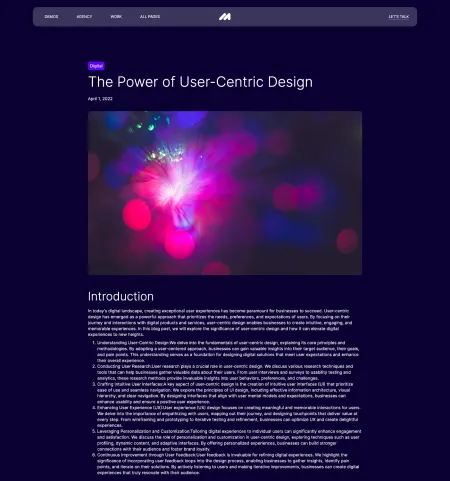 DEMOS AGENCY WORK ALL PAGES LET'S TALK
Digital
The Power of User-Centric Design
April 1, 2022
Introduction
In today's digital landscape, creating exceptional user experiences has become paramount for businesses to succeed. User-centric
design has emerged as a powerful approach that prioritizes the needs, preferences, and expectations of users. By focusing on their
journey and interactions with digital products and services, user-centric design enables businesses to create intuitive, engaging, and
memorable experiences. In this blog post, we will explore the significance of user-centric design and how it can elevate digital
experiences to new heights.
1. Understanding User-Centric Design:We delve into the fundamentals of user-centric design, explaining its core principles and
methodologies. By adopting a user-centered approach, businesses can gain valuable insights into their target audience, their goals,
and pain points. This understanding serves as a foundation for designing digital solutions that meet user expectations and enhance
their overall experience.
2. Conducting User Research:User research plays a crucial role in user-centric design. We discuss various research techniques and
tools that can help businesses gather valuable data about their users. From user interviews and surveys to usability testing and
analytics, these research methods provide invaluable insights into user behaviors, preferences, and challenges.
3. Crafting Intuitive User Interfaces:A key aspect of user-centric design is the creation of intuitive user interfaces (UI) that prioritize
ease of use and seamless navigation. We explore the principles of UI design, including effective information architecture, visual
hierarchy, and clear navigation. By designing interfaces that align with user mental models and expectations, businesses can
enhance usability and ensure a positive user experience.
4. Enhancing User Experience (UX):User experience (UX) design focuses on creating meaningful and memorable interactions for users.
We delve into the importance of empathizing with users, mapping out their journey, and designing touchpoints that deliver value at
every step. From wireframing and prototyping to iterative testing and refinement, businesses can optimize UX and create delightful
experiences.
5. Leveraging Personalization and Customization:Tailoring digital experiences to individual users can significantly enhance engagement
and satisfaction. We discuss the role of personalization and customization in user-centric design, exploring techniques such as user
profiling, dynamic content, and adaptive interfaces. By offering personalized experiences, businesses can build stronger
connections with their audience and foster brand loyalty.
6. Continuous Improvement through User Feedback:User feedback is invaluable for refining digital experiences. We highlight the
significance of incorporating user feedback loops into the design process, enabling businesses to gather insights, identify pain
points, and iterate on their solutions. By actively listening to users and making iterative improvements, businesses can create digital
experiences that truly resonate with their audience.